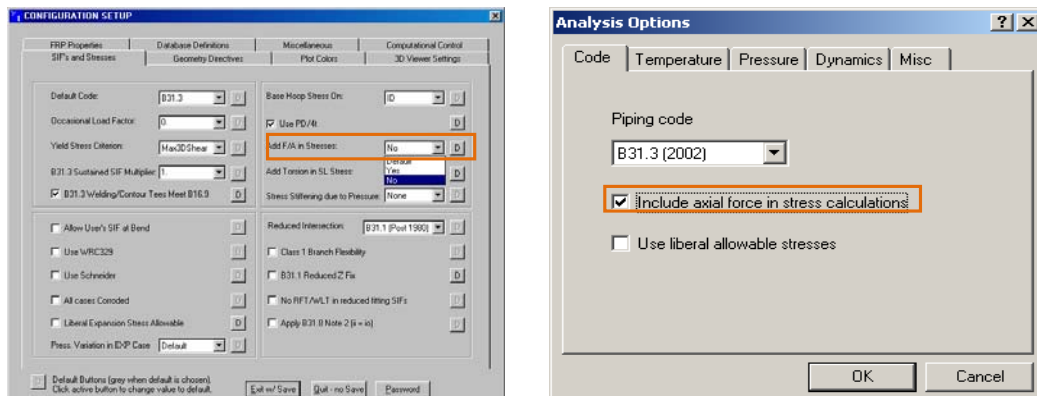 CONFIGURATION SETUP
FRP Properties Database Definitions Miscellaneous Computational Control
SIF's and Stresses Geometry Directives Plot Colors 3D Viewer Settings
Default Code: B31.3 D
Occasional Load Factor: 0 D
Yield Stress Criterion: Max3DShear D
B31.3 Sustained SIF Multiplier: 1. D
B31.3 Welding/Contour Tees Meet B16.9 D
Base Hoop Stress On: ID D
Use PD/4t D
Add F/A in Stresses: No D
Default
Yes
No
Add Torsion in SL Stress: D
Stress Stiffening due to Pressure: None D
Allow User's SIF at Bend D
Use WRC329 D
Use Schneider D
All cases Corroded D
Liberal Expansion Stress Allowable D
Press. Variation in EXP Case Default D
Reduced Intersection: B31.1 (Post 1980) D
Class 1 Branch Flexibility D
B31.1 Reduced Z Fix D
No RFT/WLT in reduced fitting SIFs D
Apply B31.8 Note 2 (ii = io) D
D Default Buttons (grey when default is chosen).
Click active button to change value to default.
Exit w/ Save Quit - no Save Password
Analysis Options
Code Temperature Pressure Dynamics Misc
Piping code
B31.3 (2002)
Include axial force in stress calculations
Use liberal allowable stresses
OK Cancel